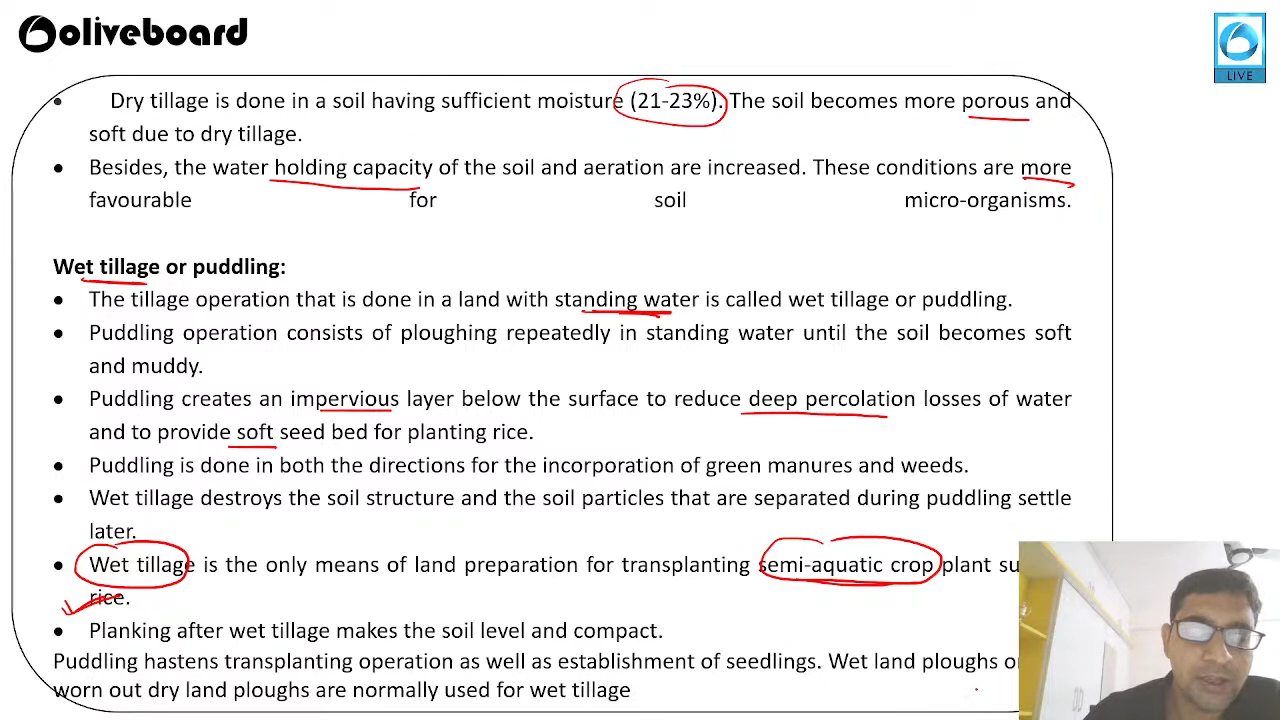 oliveboard
LIVE
• Dry tillage is done in a soil having sufficient moisture (21-23%). The soil becomes more porous and
soft due to dry tillage.
• Besides, the water holding capacity of the soil and aeration are increased. These conditions are more
favourable for soil micro-organisms.
Wet tillage or puddling:
• The tillage operation that is done in a land with standing water is called wet tillage or puddling.
• Puddling operation consists of ploughing repeatedly in standing water until the soil becomes soft
and muddy.
• Puddling creates an impervious layer below the surface to reduce deep percolation losses of water
and to provide soft seed bed for planting rice.
• Puddling is done in both the directions for the incorporation of green manures and weeds.
• Wet tillage destroys the soil structure and the soil particles that are separated during puddling settle
later.
• Wet tillage is the only means of land preparation for transplanting semi-aquatic crop plant
rice.
• Planking after wet tillage makes the soil level and compact.
Puddling hastens transplanting operation as well as establishment of seedlings. Wet land ploughs
worn out dry land ploughs are normally used for wet tillage